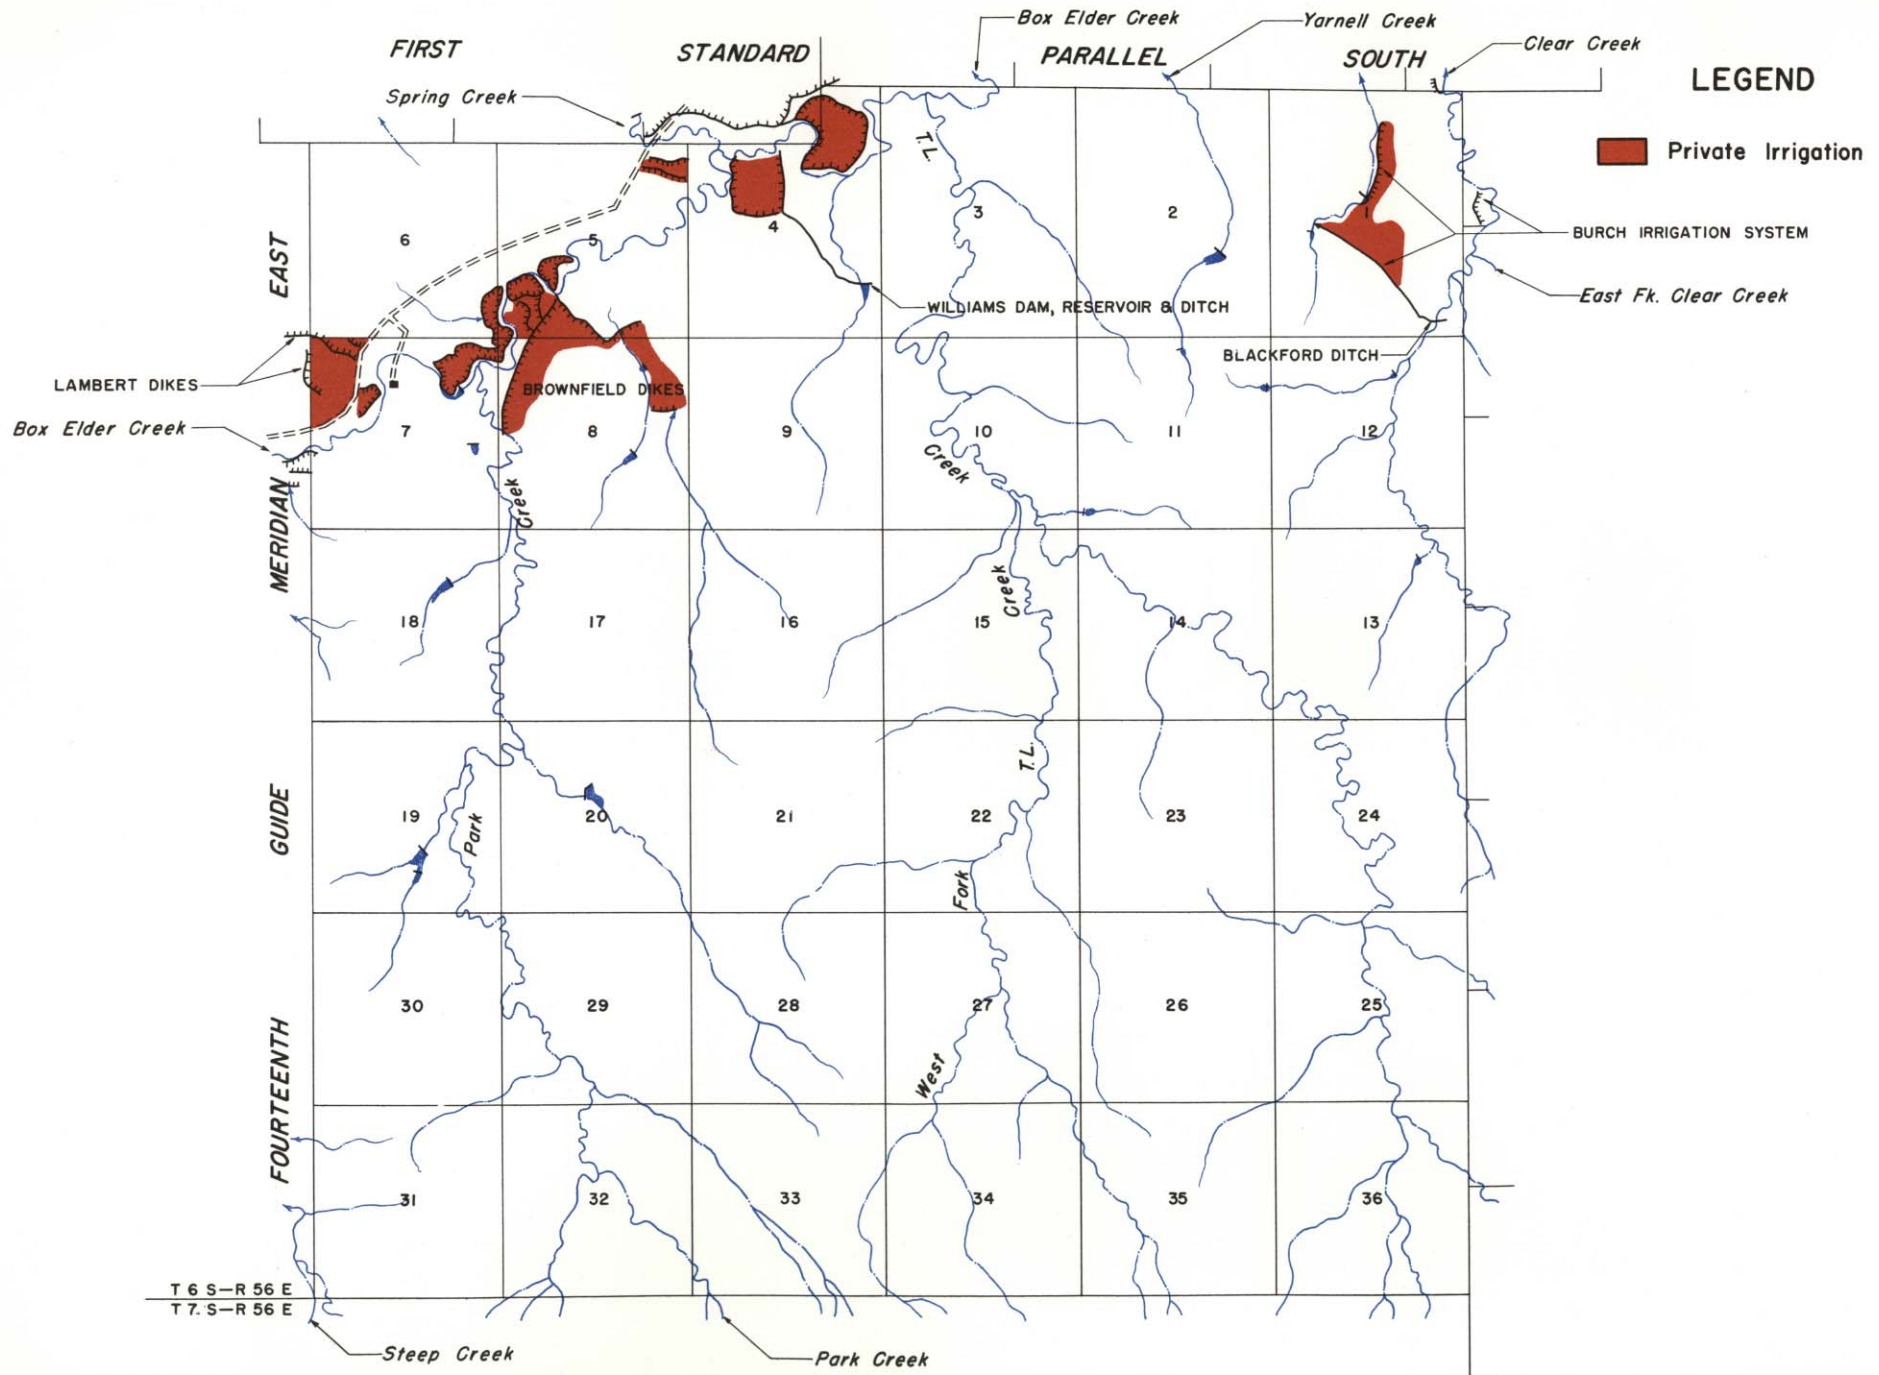 Box Elder Creek
Yarnell Creek
Clear Creek
FIRST STANDARD PARALLEL SOUTH
LEGEND
Private Irrigation
Spring Creek
T.L.
6
5
4
3
2
1
BURCH IRRIGATION SYSTEM
East Fk. Clear Creek
EAST
WILLIAMS DAM, RESERVOIR & DITCH
BLACKFORD DITCH
LAMBERT DIKES
BROWNFIELD DIKES
Box Elder Creek
7
8
9
10
11
12
Creek
Creek
MERIDIAN
18
17
16
15
14
13
Creek
T.L.
GUIDE
19
20
21
22
23
24
Park
Fork
30
29
28
27
26
25
West
FOURTEENTH
31
32
33
34
35
36
T 6 S–R 56 E
T 7. S–R 56 E
Steep Creek
Park Creek